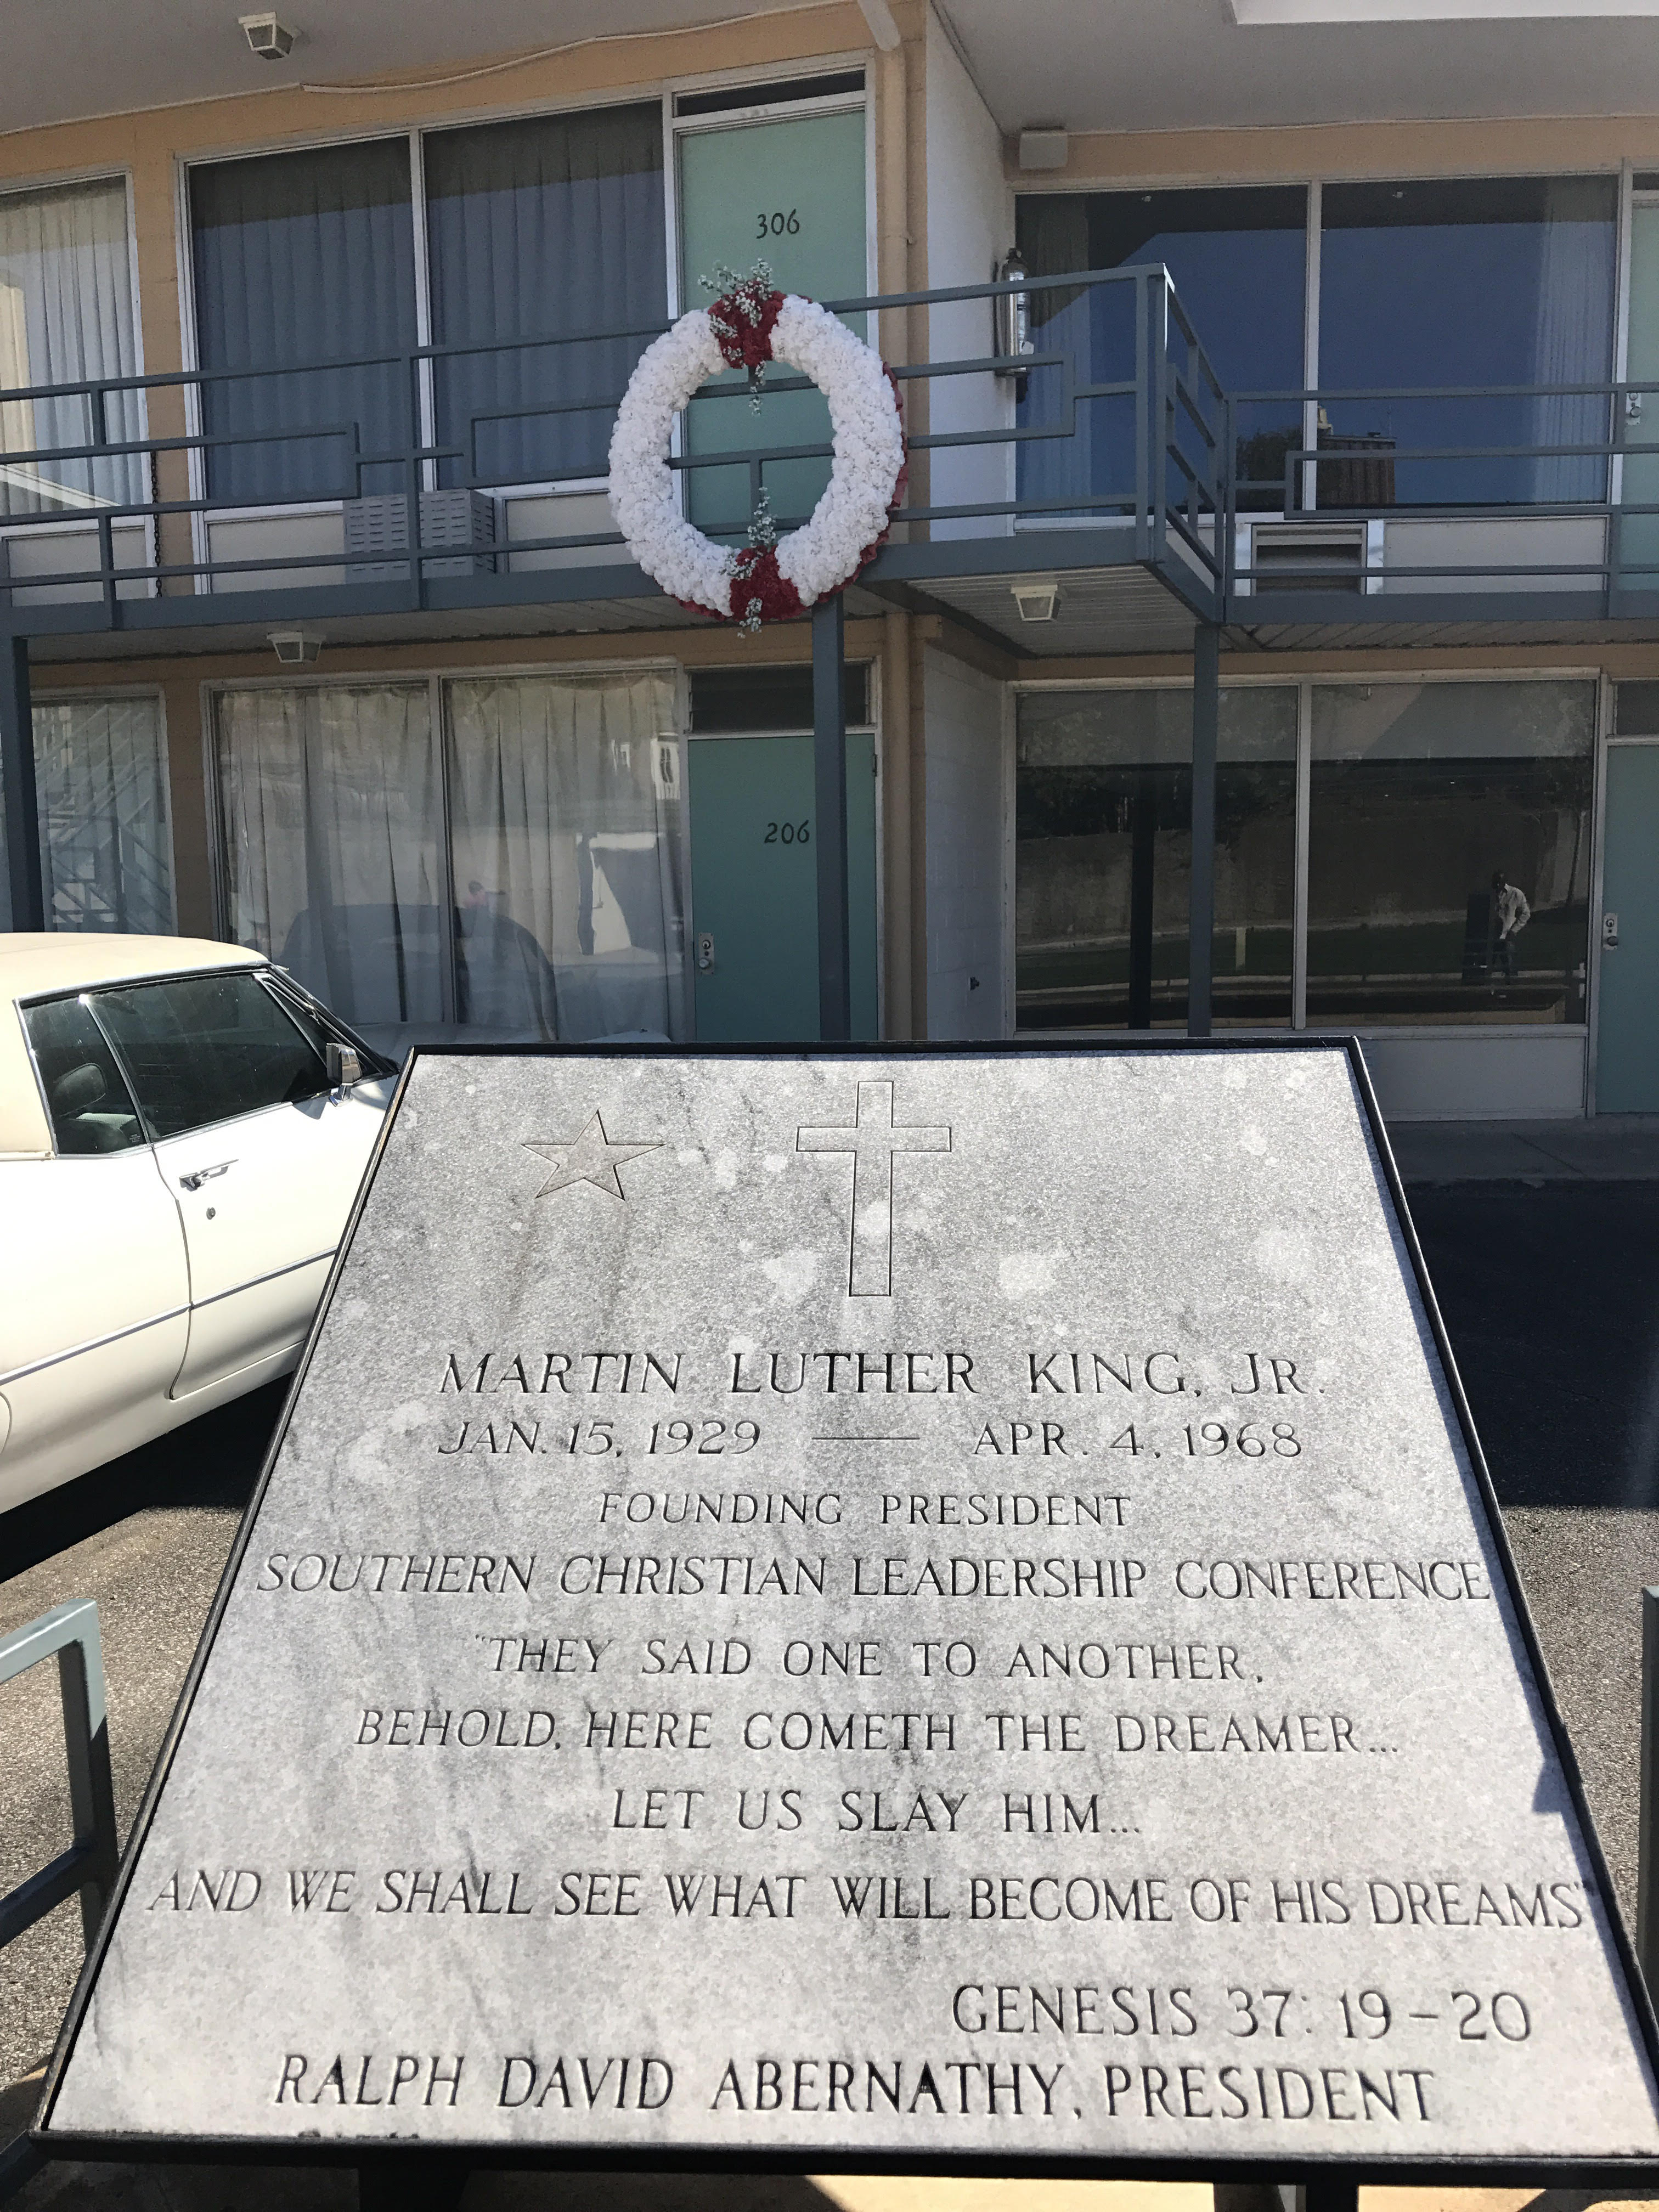 306
206
MARTIN LUTHER KING, JR.
JAN. 15, 1929 — APR. 4, 1968
FOUNDING PRESIDENT
SOUTHERN CHRISTIAN LEADERSHIP CONFERENCE
"THEY SAID ONE TO ANOTHER,
BEHOLD, HERE COMETH THE DREAMER...
LET US SLAY HIM...
AND WE SHALL SEE WHAT WILL BECOME OF HIS DREAMS"
GENESIS 37: 19-20
RALPH DAVID ABERNATHY, PRESIDENT